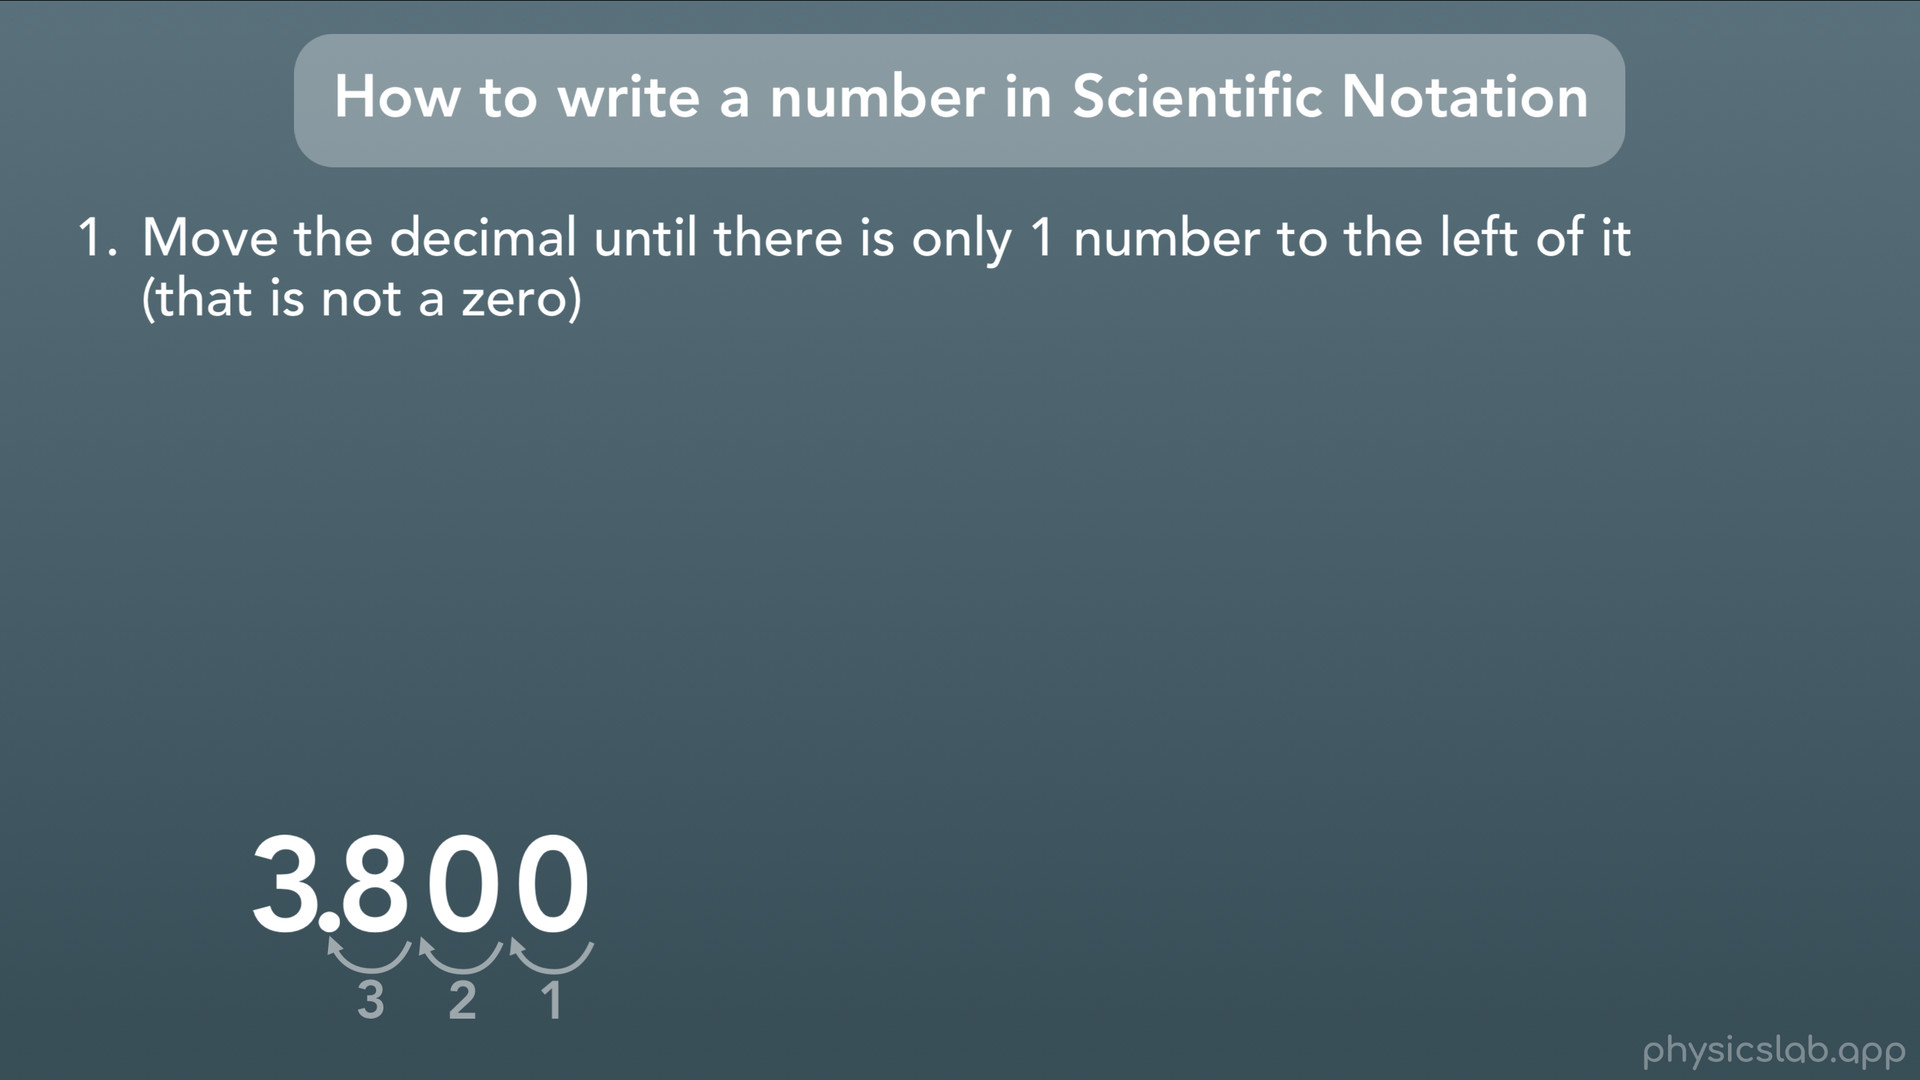 How to write a number in Scientific Notation
1. Move the decimal until there is only 1 number to the left of it
(that is not a zero)
3.800
3 2 1
physicslab.app